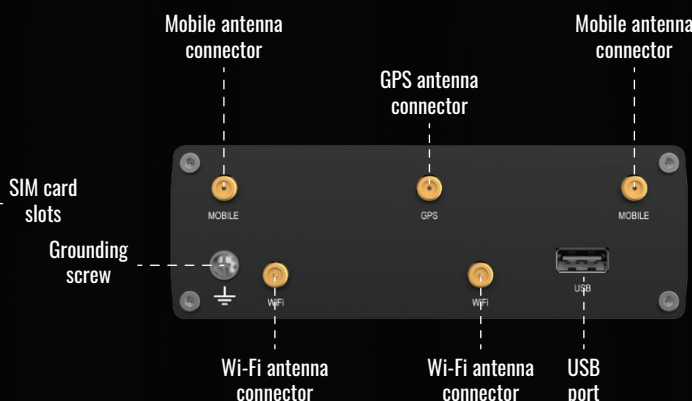 Mobile antenna
connector
Mobile antenna
connector
GPS antenna
connector
SIM card
slots
MOBILE
GPS
MOBILE
Grounding
screw
WiFi
WiFi
USB
Wi-Fi antenna
connector
Wi-Fi antenna
connector
USB
port